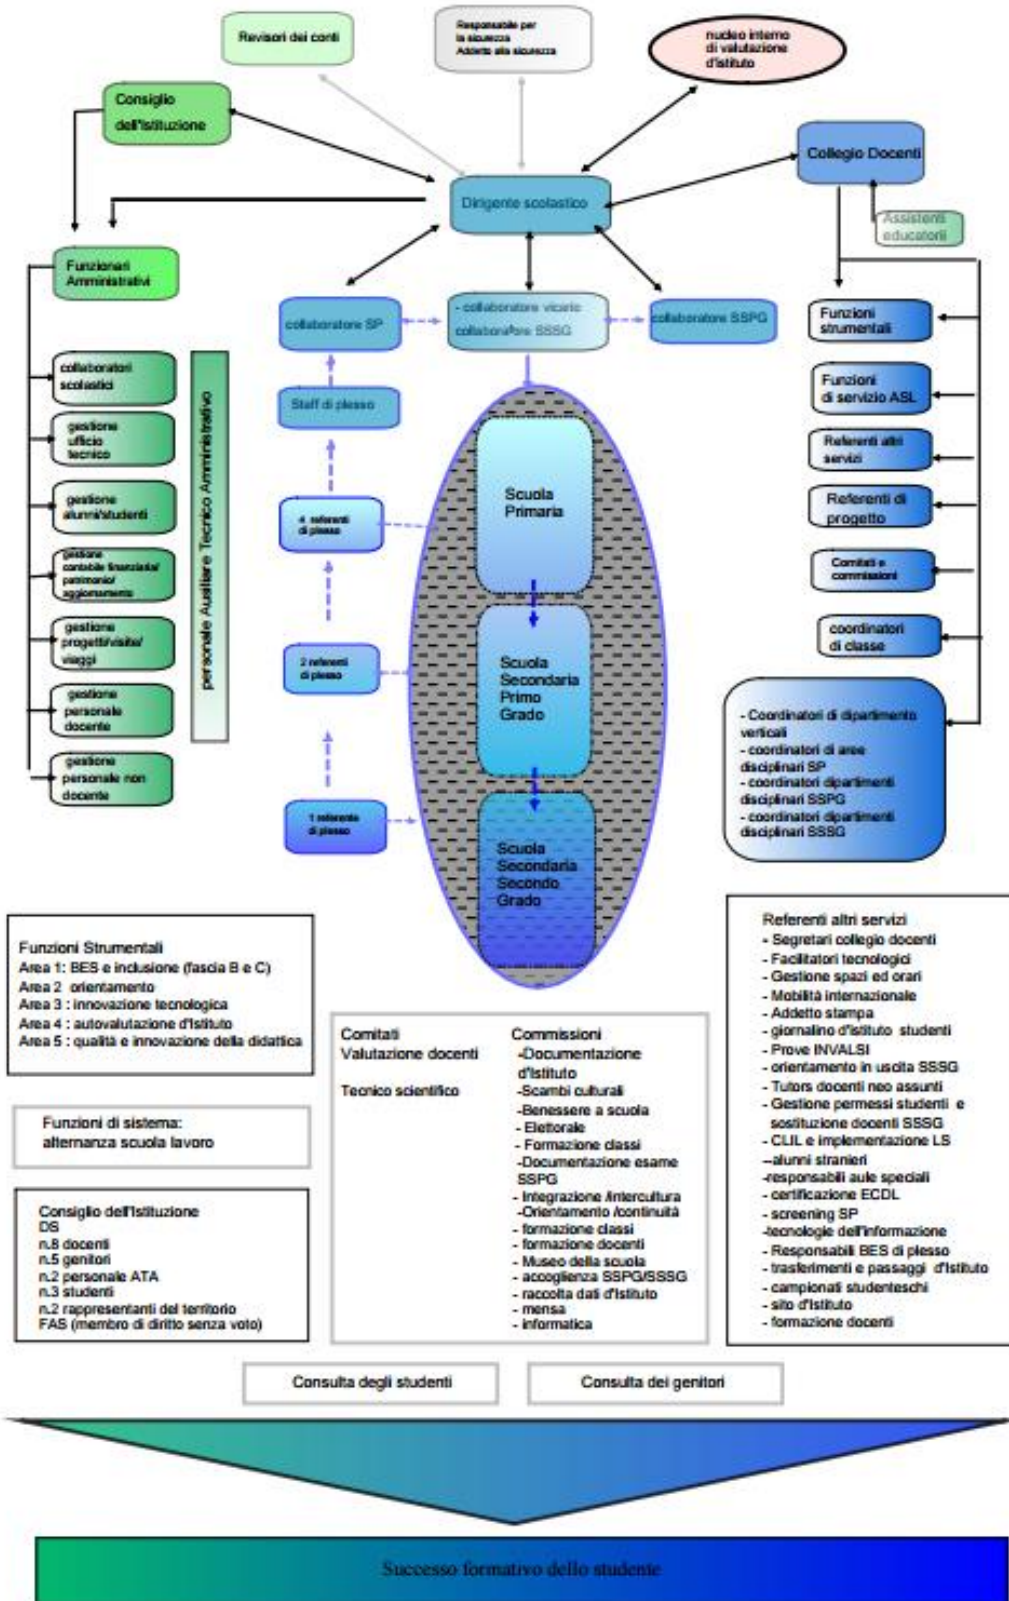 Revisori dei conti
Responsabile per
la sicurezza
Addetto alla sicurezza
nucleo interno
di valutazione
d'istituto
Consiglio
dell'Istituzione
Collegio Docenti
Dirigente scolastico
Assistenti
educatorii
Funzionari
Amministrativi
collaboratore SP
- collaboratore vicario
collaboratore SSSG
collaboratore SSPG
Funzioni
strumentali
collaboratori
scolastici
personale Ausiliare Tecnico Amministrativo
Staff di plesso
Funzioni
di servizio ASL
gestione
ufficio
tecnico
Referenti altri
servizi
gestione
alunni/studenti
4 referenti
di plesso
Scuola
Primaria
Referenti di
progetto
gestione
contabile finanziaria/
patrimonio/
aggiornamento
Comitati e
commissioni
gestione
progetti/visite/
viaggi
2 referenti
di plesso
Scuola
Secondaria
Primo
Grado
coordinatori
di classe
gestione
personale
docente
- Coordinatori di dipartimento
verticali
- coordinatori di aree
disciplinari SP
- coordinatori dipartimenti
disciplinari SSPG
- coordinatori dipartimenti
disciplinari SSSG
gestione
personale non
docente
1 referente
di plesso
Scuola
Secondaria
Secondo
Grado
Funzioni Strumentali
Area 1: BES e inclusione (fascia B e C)
Area 2 orientamento
Area 3 : innovazione tecnologica
Area 4 : autovalutazione d'Istituto
Area 5 : qualità e innovazione della didattica
Funzioni di sistema:
alternanza scuola lavoro
Consiglio dell'Istituzione
DS
n.8 docenti
n.5 genitori
n.2 personale ATA
n.3 studenti
n.2 rappresentanti del territorio
FAS (membro di diritto senza voto)
Comitati
Valutazione docenti
Tecnico scientifico
Commissioni
-Documentazione
d'Istituto
-Scambi culturali
-Benessere a scuola
- Elettorale
- Formazione classi
-Documentazione esame
SSPG
- Integrazione /intercultura
-Orientamento /continuità
- formazione classi
- formazione docenti
- Museo della scuola
- accoglienza SSPG/SSSG
- raccolta dati d'Istituto
- mensa
- informatica
Referenti altri servizi
- Segretari collegio docenti
- Facilitatori tecnologici
- Gestione spazi ed orari
- Mobilità internazionale
- Addetto stampa
- giornalino d'Istituto studenti
- Prove INVALSI
- orientamento in uscita SSSG
- Tutors docenti neo assunti
- Gestione permessi studenti e
sostituzione docenti SSSG
- CLIL e implementazione LS
--alunni stranieri
-responsabili aule speciali
- certificazione ECDL
- screening SP
-tecnologie dell'informazione
- Responsabili BES di plesso
- trasferimenti e passaggi d'Istituto
- campionati studenteschi
- sito d'Istituto
- formazione docenti
Consulta degli studenti
Consulta dei genitori
Successo formativo dello studente